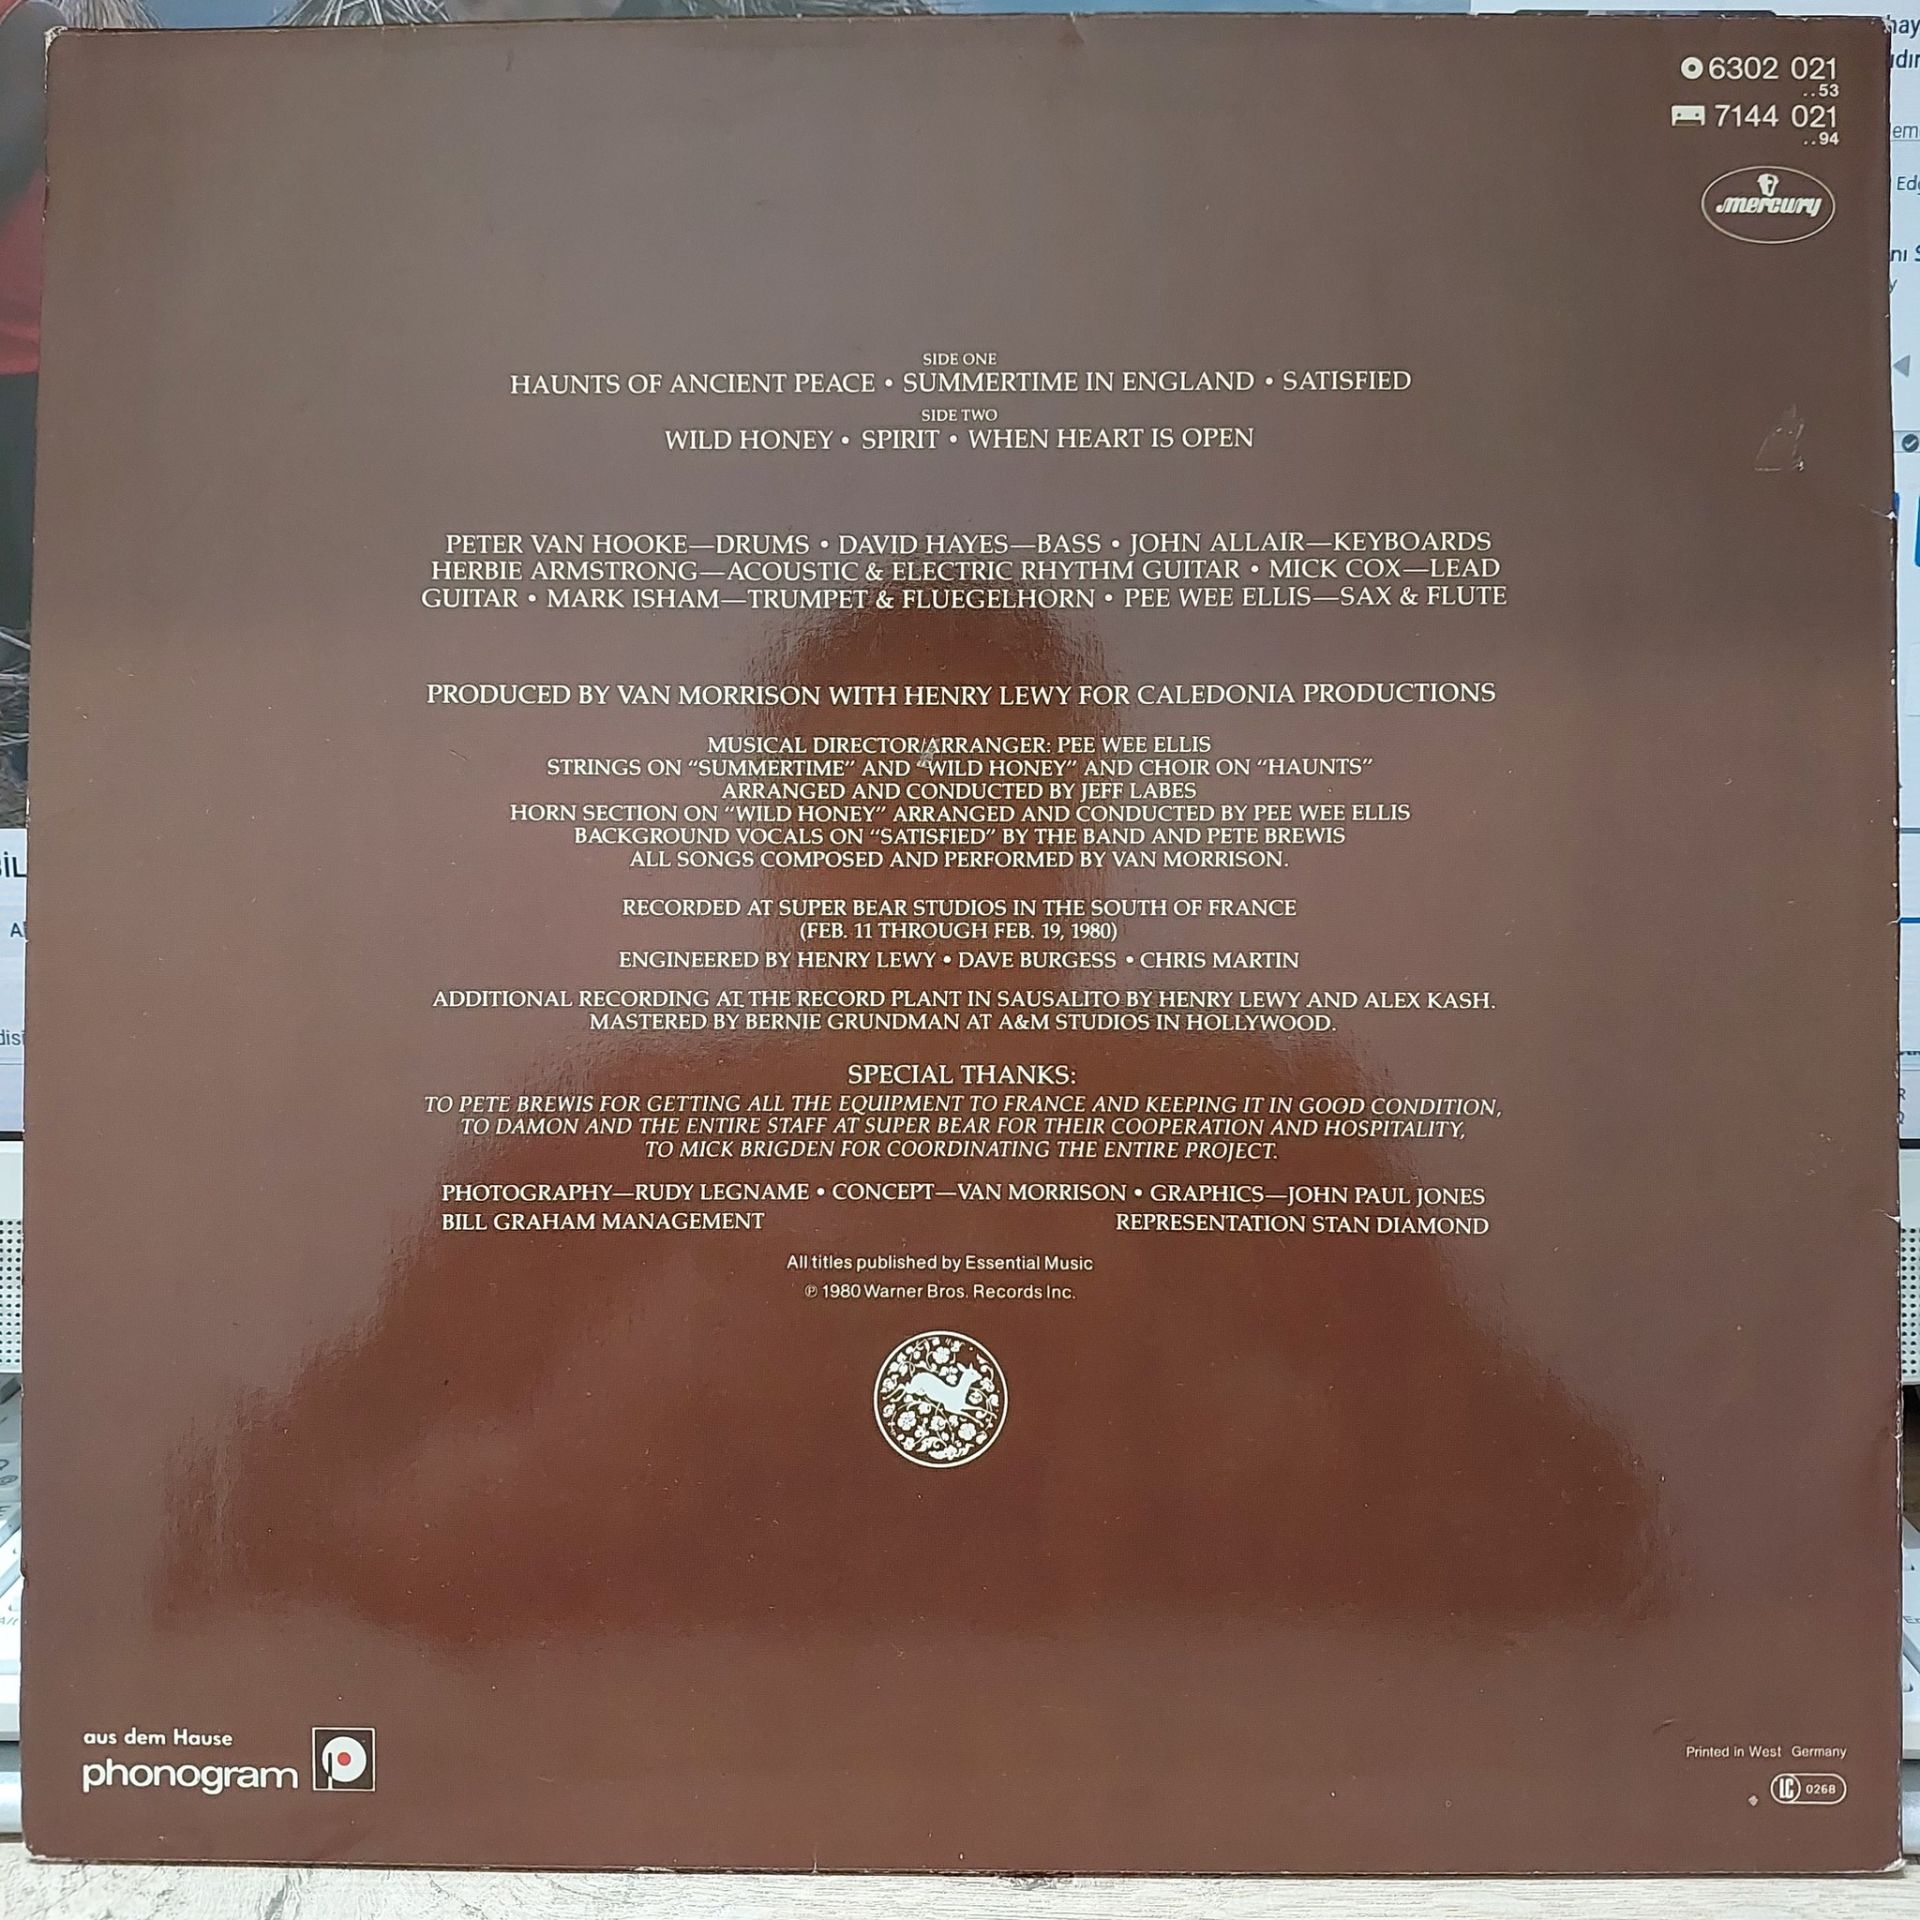 6302 021
..53
7144 021
..94
mercury
SIDE ONE
HAUNTS OF ANCIENT PEACE • SUMMERTIME IN ENGLAND • SATISFIED
SIDE TWO
WILD HONEY • SPIRIT • WHEN HEART IS OPEN
PETER VAN HOOKE—DRUMS • DAVID HAYES—BASS • JOHN ALLAIR—KEYBOARDS
HERBIE ARMSTRONG—ACOUSTIC & ELECTRIC RHYTHM GUITAR • MICK COX—LEAD
GUITAR • MARK ISHAM—TRUMPET & FLUEGELHORN • PEE WEE ELLIS—SAX & FLUTE
PRODUCED BY VAN MORRISON WITH HENRY LEWY FOR CALEDONIA PRODUCTIONS
MUSICAL DIRECTOR/ARRANGER: PEE WEE ELLIS
STRINGS ON “SUMMERTIME” AND “WILD HONEY” AND CHOIR ON “HAUNTS”
ARRANGED AND CONDUCTED BY JEFF LABES
HORN SECTION ON “WILD HONEY” ARRANGED AND CONDUCTED BY PEE WEE ELLIS
BACKGROUND VOCALS ON “SATISFIED” BY THE BAND AND PETE BREWIS
ALL SONGS COMPOSED AND PERFORMED BY VAN MORRISON.
RECORDED AT SUPER BEAR STUDIOS IN THE SOUTH OF FRANCE
(FEB. 11 THROUGH FEB. 19, 1980)
ENGINEERED BY HENRY LEWY • DAVE BURGESS • CHRIS MARTIN
ADDITIONAL RECORDING AT THE RECORD PLANT IN SAUSALITO BY HENRY LEWY AND ALEX KASH.
MASTERED BY BERNIE GRUNDMAN AT A&M STUDIOS IN HOLLYWOOD.
SPECIAL THANKS:
TO PETE BREWIS FOR GETTING ALL THE EQUIPMENT TO FRANCE AND KEEPING IT IN GOOD CONDITION,
TO DAMON AND THE ENTIRE STAFF AT SUPER BEAR FOR THEIR COOPERATION AND HOSPITALITY,
TO MICK BRIGDEN FOR COORDINATING THE ENTIRE PROJECT.
PHOTOGRAPHY—RUDY LEGNAME • CONCEPT—VAN MORRISON • GRAPHICS—JOHN PAUL JONES
BILL GRAHAM MANAGEMENT REPRESENTATION STAN DIAMOND
All titles published by Essential Music
℗ 1980 Warner Bros. Records Inc.
aus dem Hause
phonogram
Printed in West Germany
LC 0268